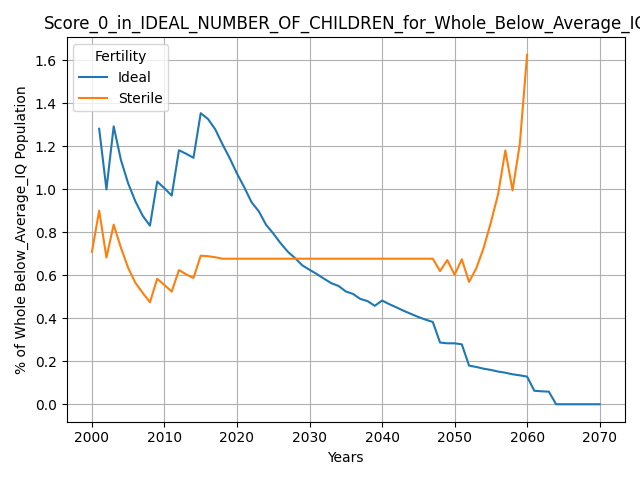 Score_0_in_IDEAL_NUMBER_OF_CHILDREN_for_Whole_Below_Average_IQ
Fertility
Ideal
Sterile
% of Whole Below_Average_IQ Population
1.6
1.4
1.2
1.0
0.8
0.6
0.4
0.2
0.0
2000 2010 2020 2030 2040 2050 2060 2070
Years